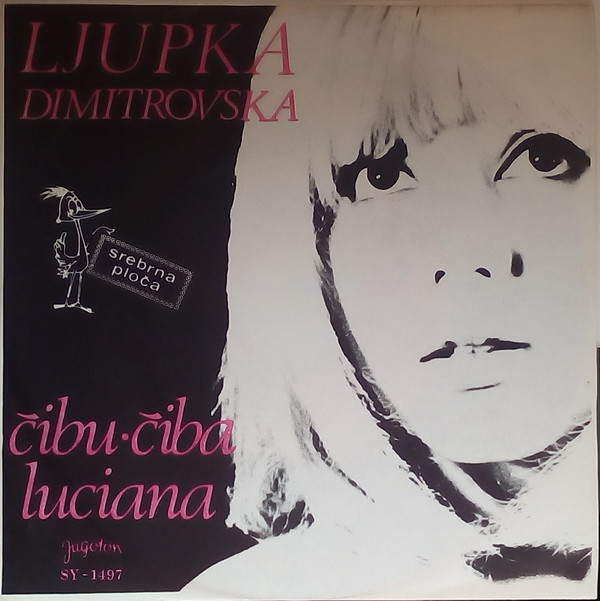 LJUPKA
DIMITROVSKA
srebrna
ploča
čibu·čiba
luciana
Jugoton
SY-1497